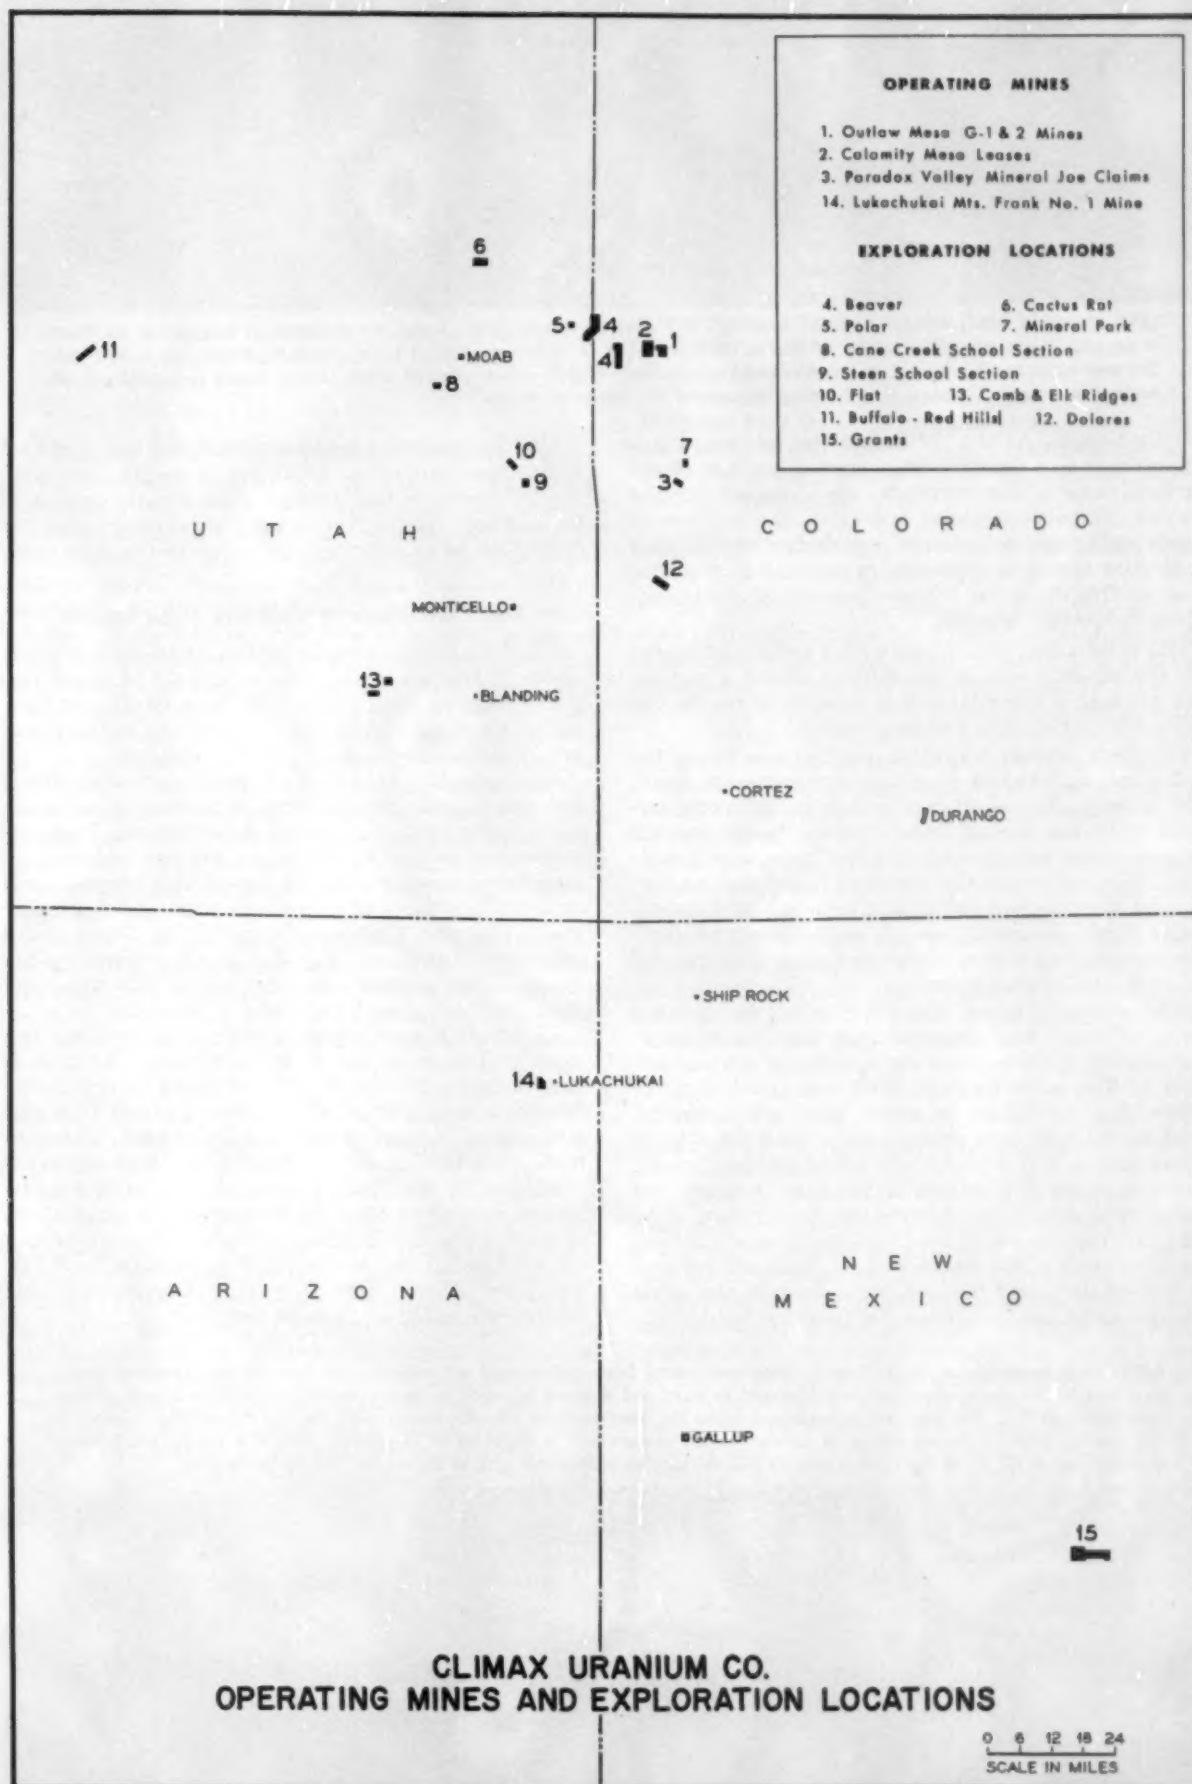 OPERATING MINES
1. Outlaw Mesa G-1 & 2 Mines
2. Calamity Mesa Leases
3. Paradox Valley Mineral Joe Claims
14. Lukachukai Mts. Frank No. 1 Mine
EXPLORATION LOCATIONS
4. Beaver 6. Cactus Rat
5. Polar 7. Mineral Park
8. Cane Creek School Section
9. Steen School Section
10. Flat 13. Comb & Elk Ridges
11. Buffalo - Red Hills 12. Dolores
15. Grants
6
5 4
2 1
11
MOAB
4
8
10
7
9
3
U T A H
C O L O R A D O
12
MONTICELLO
13
BLANDING
CORTEZ
DURANGO
SHIP ROCK
14 LUKACHUKAI
N E W
M E X I C O
A R I Z O N A
GALLUP
15
CLIMAX URANIUM CO.
OPERATING MINES AND EXPLORATION LOCATIONS
0 6 12 18 24
SCALE IN MILES